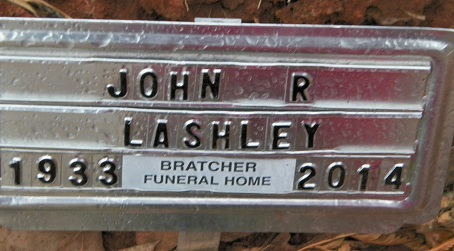 JOHN R
LASHLEY
1933 BRATCHER FUNERAL HOME 2014